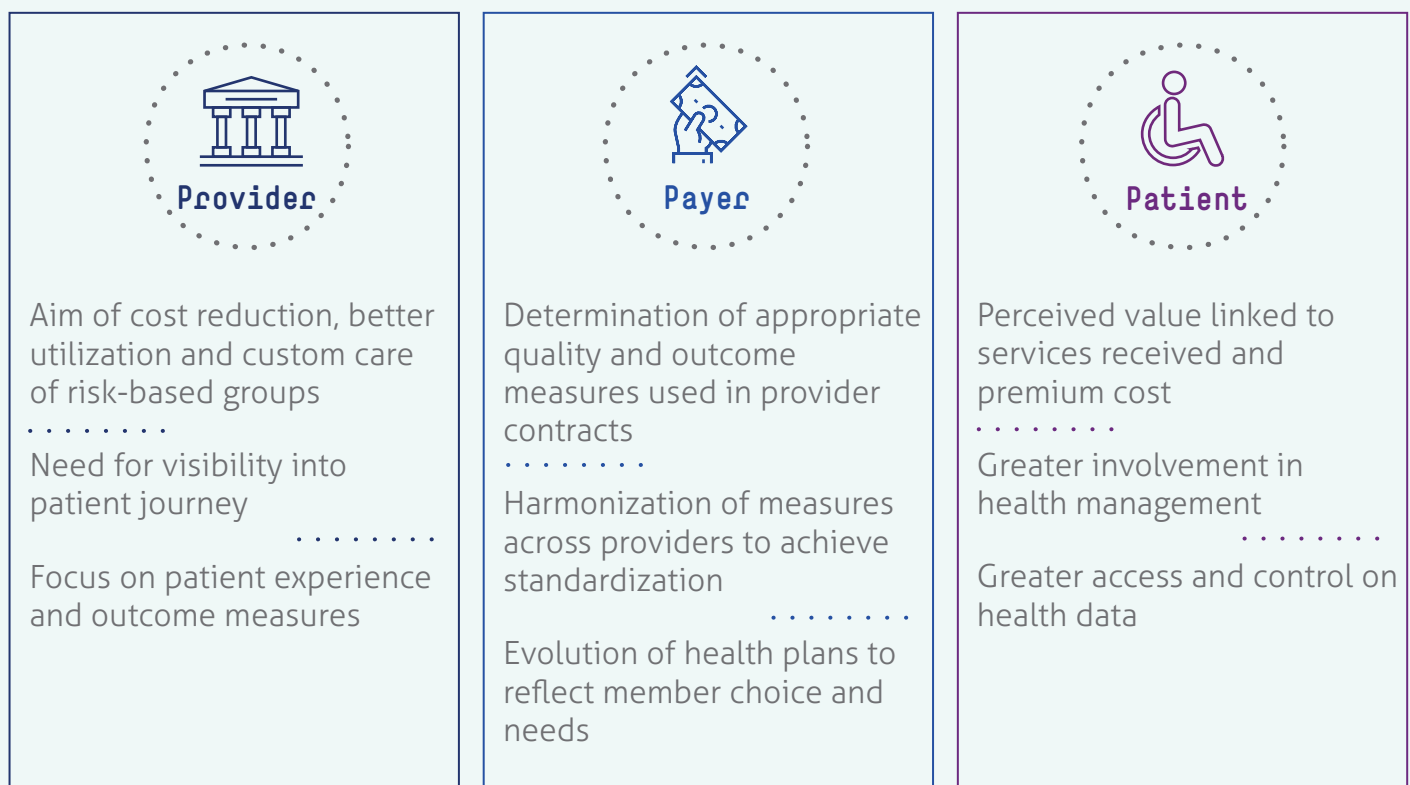 Provider
Aim of cost reduction, better
utilization and custom care
of risk-based groups
Need for visibility into
patient journey
Focus on patient experience
and outcome measures
Payer
Determination of appropriate
quality and outcome
measures used in provider
contracts
Harmonization of measures
across providers to achieve
standardization
Evolution of health plans to
reflect member choice and
needs
Patient
Perceived value linked to
services received and
premium cost
Greater involvement in
health management
Greater access and control on
health data